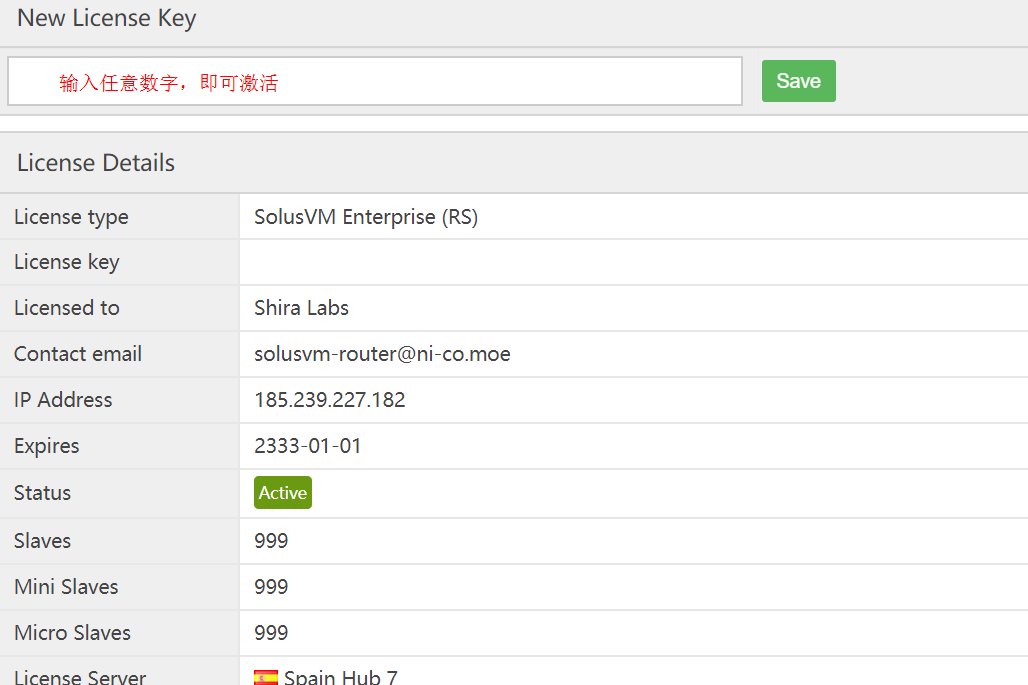 New License Key
输入任意数字，即可激活
Save
License Details
License type SolusVM Enterprise (RS)
License key
Licensed to Shira Labs
Contact email solusvm-router@ni-co.moe
IP Address 185.239.227.182
Expires 2333-01-01
Status Active
Slaves 999
Mini Slaves 999
Micro Slaves 999
License Server Spain Hub 7